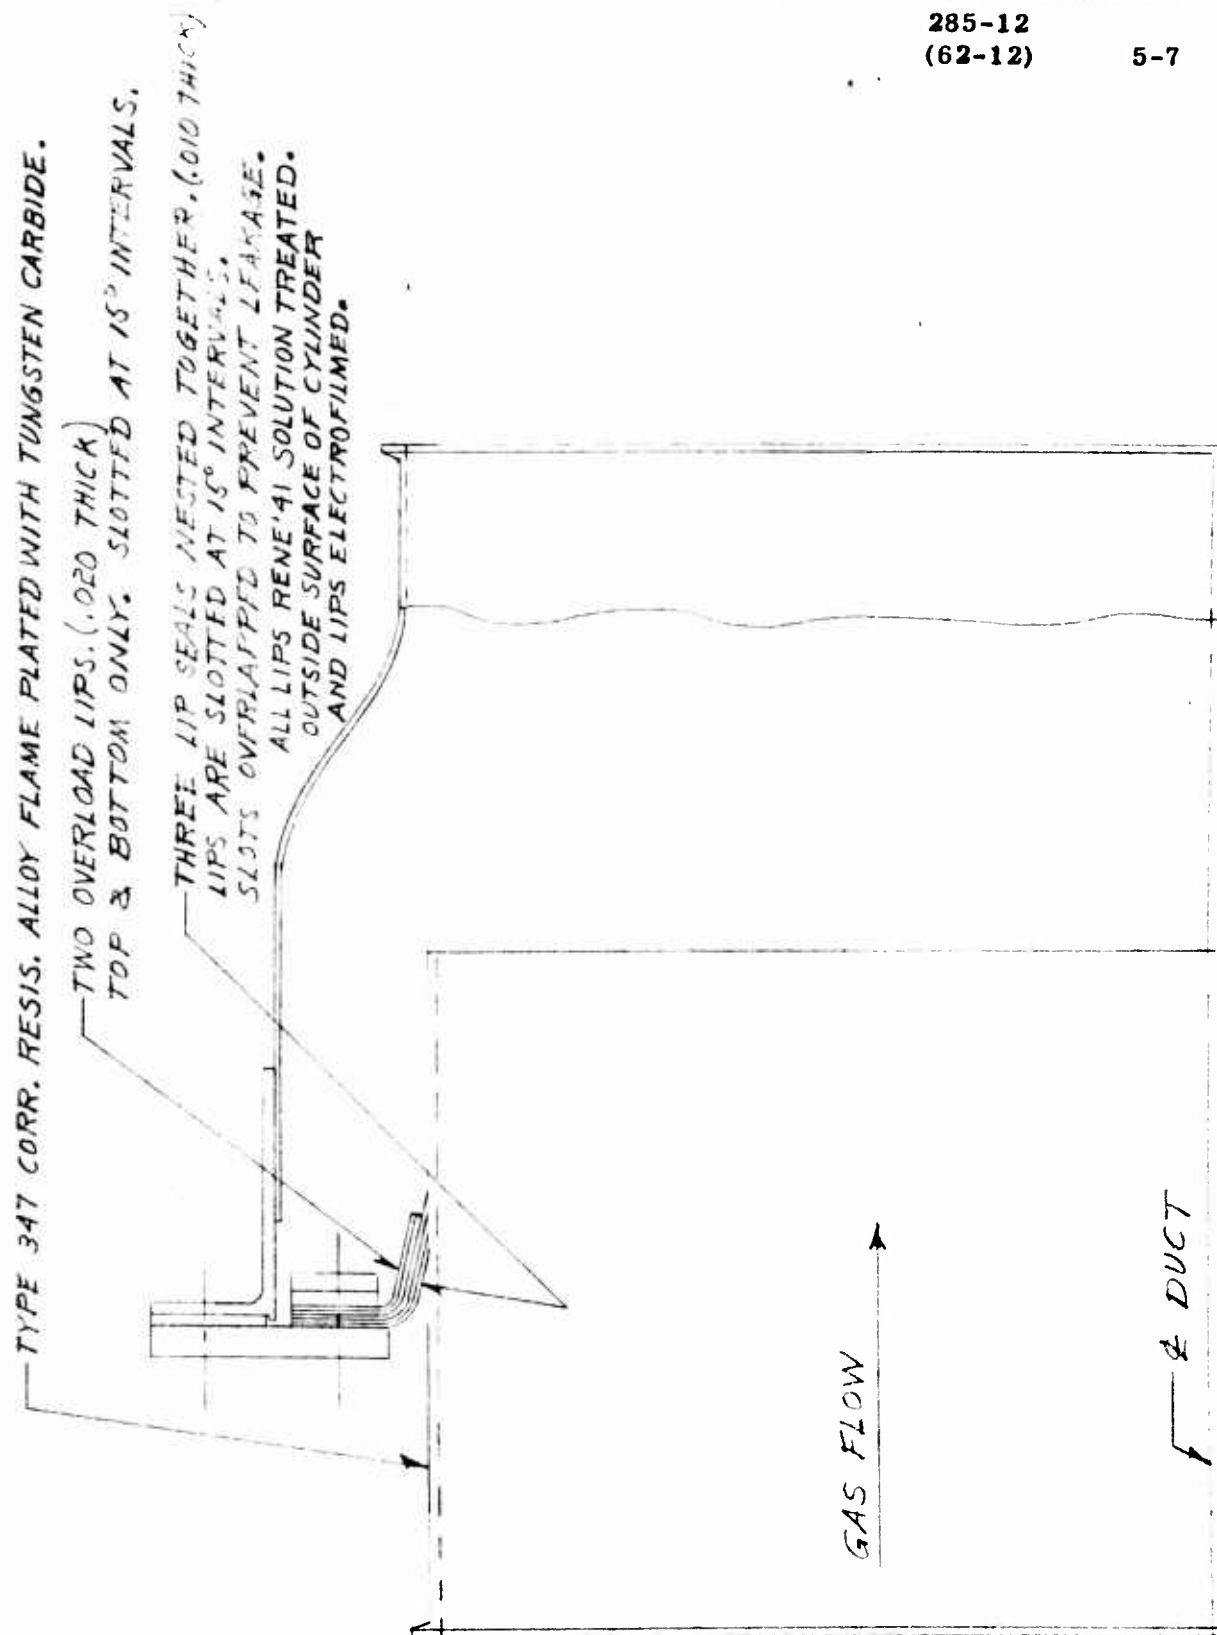 285-12
(62-12) 5-7
TYPE 347 CORR. RESIS. ALLOY FLAME PLATED WITH TUNGSTEN CARBIDE.
TWO OVERLOAD LIPS. (.020 THICK)
TOP & BOTTOM ONLY. SLOTTED AT 15° INTERVALS.
THREE LIP SEALS NESTED TOGETHER. (.010 THICK)
LIPS ARE SLOTTED AT 15° INTERVALS.
SLOTS OVERLAPPED TO PREVENT LEAKAGE.
ALL LIPS RENE'41 SOLUTION TREATED.
OUTSIDE SURFACE OF CYLINDER
AND LIPS ELECTROFILMED.
GAS FLOW
℄ DUCT